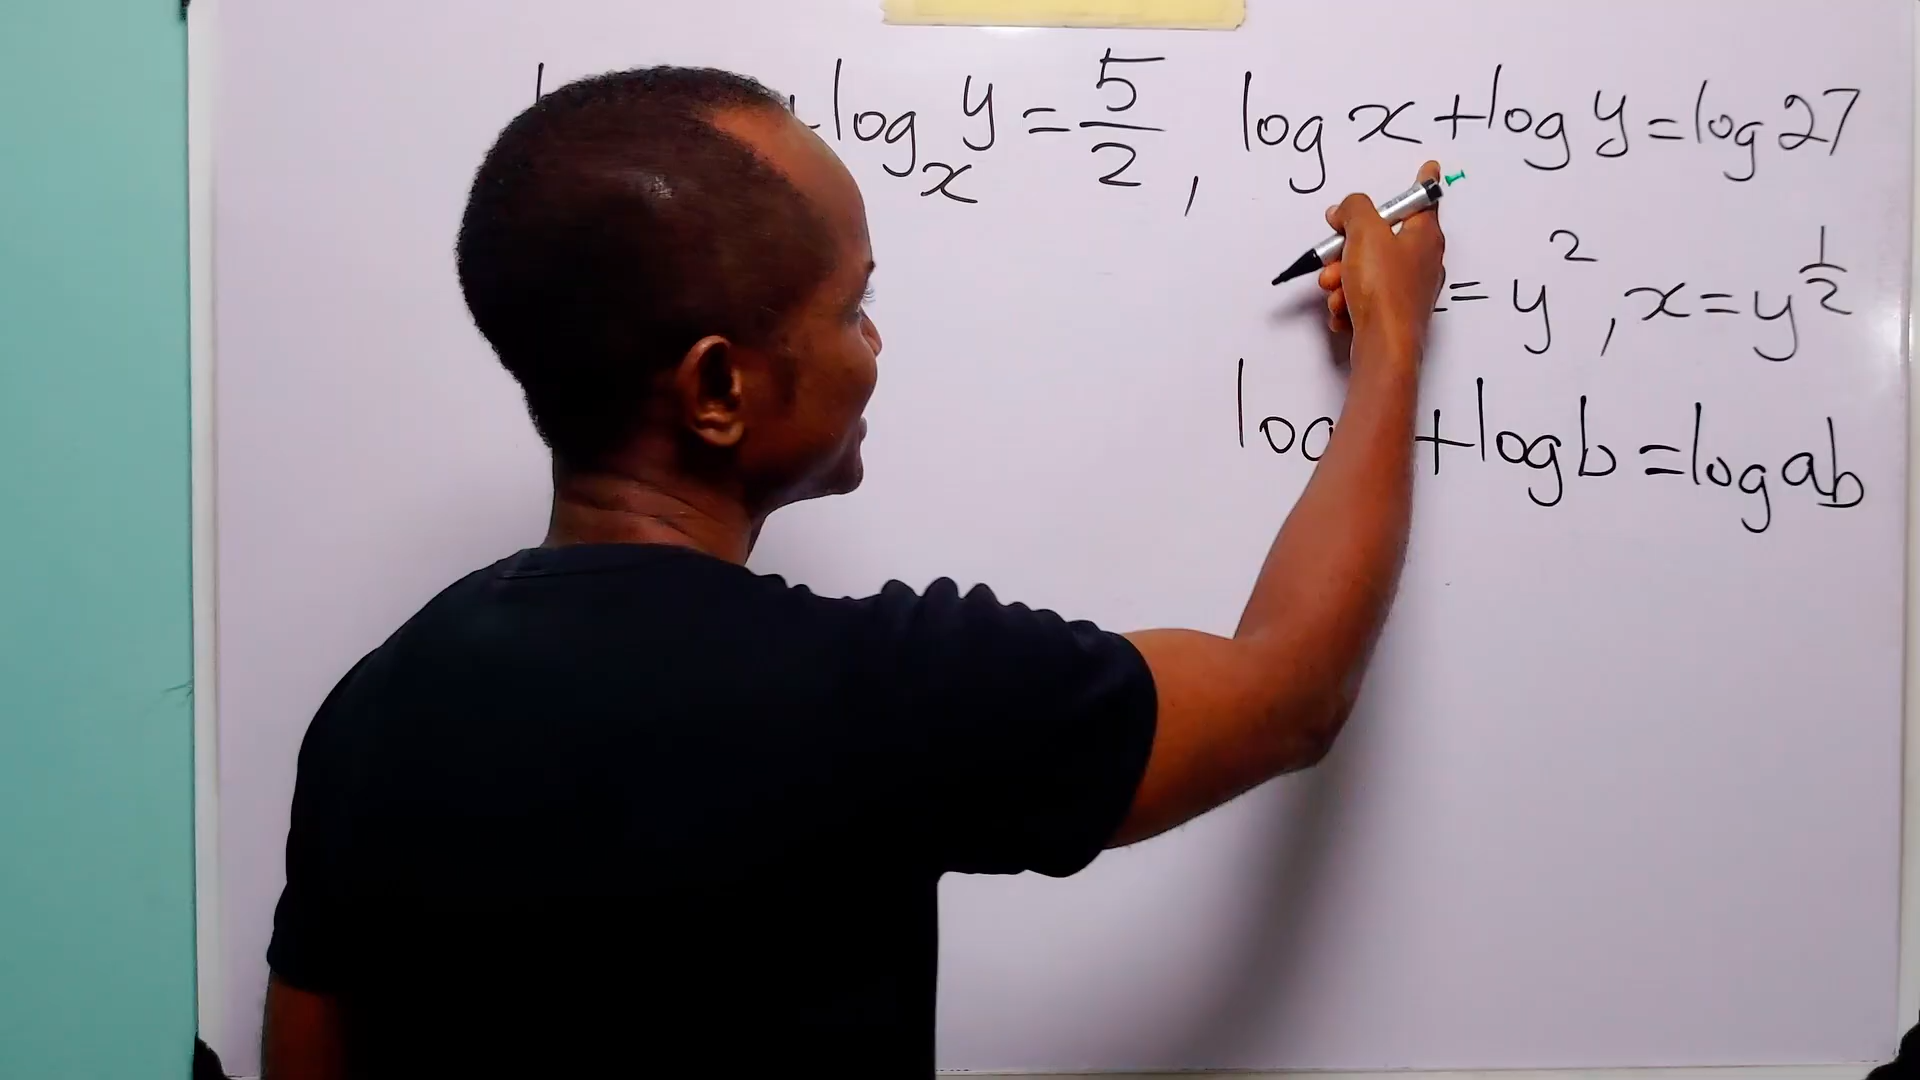 + log_x y = 5/2 , log x + log y = log 27
= y^2 , x = y^(1/2)
+ log b = log ab